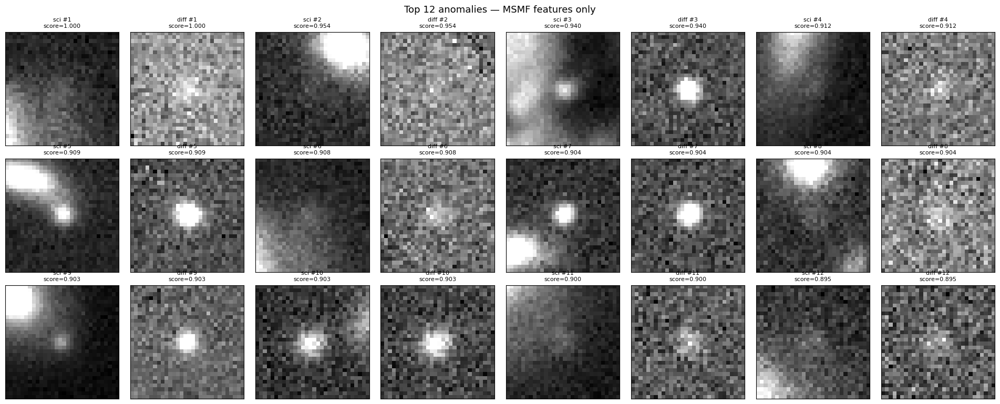 Top 12 anomalies — MSMF features only
sci #1
score=1.000
diff #1
score=1.000
sci #2
score=0.954
diff #2
score=0.954
sci #3
score=0.940
diff #3
score=0.940
sci #4
score=0.912
diff #4
score=0.912
sci #5
score=0.909
diff #5
score=0.909
sci #6
score=0.908
diff #6
score=0.908
sci #7
score=0.904
diff #7
score=0.904
sci #8
score=0.904
diff #8
score=0.904
sci #9
score=0.903
diff #9
score=0.903
sci #10
score=0.903
diff #10
score=0.903
sci #11
score=0.900
diff #11
score=0.900
sci #12
score=0.895
diff #12
score=0.895